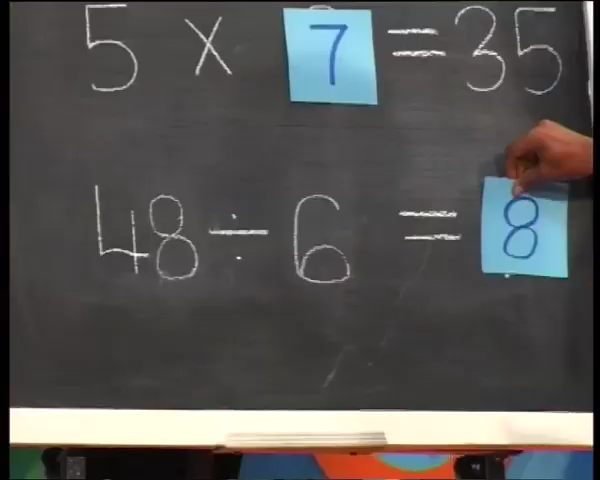 5 x 7 = 35
48 ÷ 6 = 8